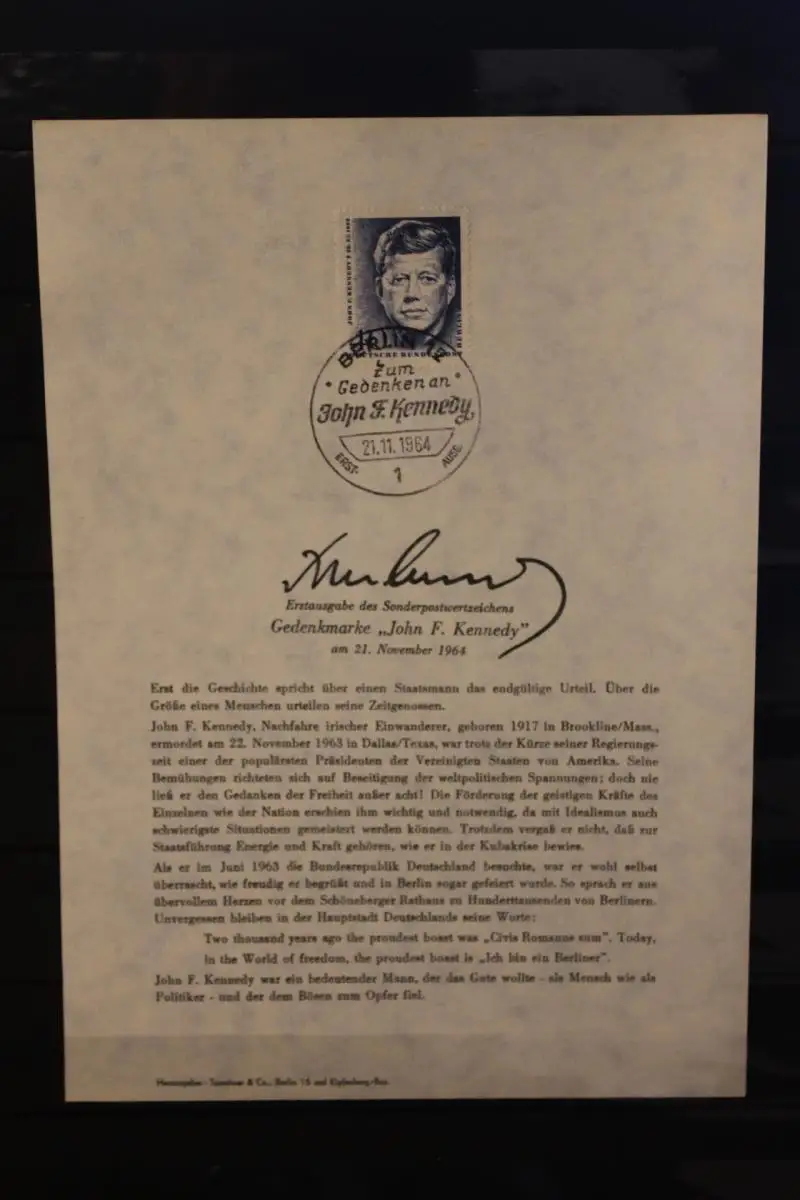 JOHN F. KENNEDY
DEUTSCHE BUNDESPOST
BERLIN
BERLIN
Zum
Gedenken an
John F. Kennedy
21.11.1964
ERST- AUSG.
1
Erstausgabe des Sonderpostwertzeichens
Gedenkmarke „John F. Kennedy”
am 21. November 1964
Erst die Geschichte spricht über einen Staatsmann das endgültige Urteil. Über die
Größe eines Menschen urteilen seine Zeitgenossen.
John F. Kennedy, Nachfahre irischer Einwanderer, geboren 1917 in Brookline/Mass.,
ermordet am 22. November 1963 in Dallas/Texas, war trotz der Kürze seiner Regierungs-
zeit einer der populärsten Präsidenten der Vereinigten Staaten von Amerika. Seine
Bemühungen richteten sich auf Beseitigung der weltpolitischen Spannungen; doch nie
ließ er den Gedanken der Freiheit außer acht! Die Förderung der geistigen Kräfte des
Einzelnen wie der Nation erschien ihm wichtig und notwendig, da mit Idealismus auch
schwierigste Situationen gemeistert werden können. Trotzdem vergaß er nicht, daß zur
Staatsführung Energie und Kraft gehören, wie er in der Kubakrise bewies.
Als er im Juni 1963 die Bundesrepublik Deutschland besuchte, war er wohl selbst
überrascht, wie freudig er begrüßt und in Berlin sogar gefeiert wurde. So sprach er aus
übervollem Herzen vor dem Schöneberger Rathaus zu Hunderttausenden von Berlinern.
Unvergessen bleiben in der Hauptstadt Deutschlands seine Worte:
Two thousand years ago the proudest boast was „Civis Romanus sum”. Today,
in the World of freedom, the proudest boast is „Ich bin ein Berliner”.
John F. Kennedy war ein bedeutender Mann, der das Gute wollte - als Mensch wie als
Politiker - und der dem Bösen zum Opfer fiel.
Herausgeber: & Co., Berlin 15 und